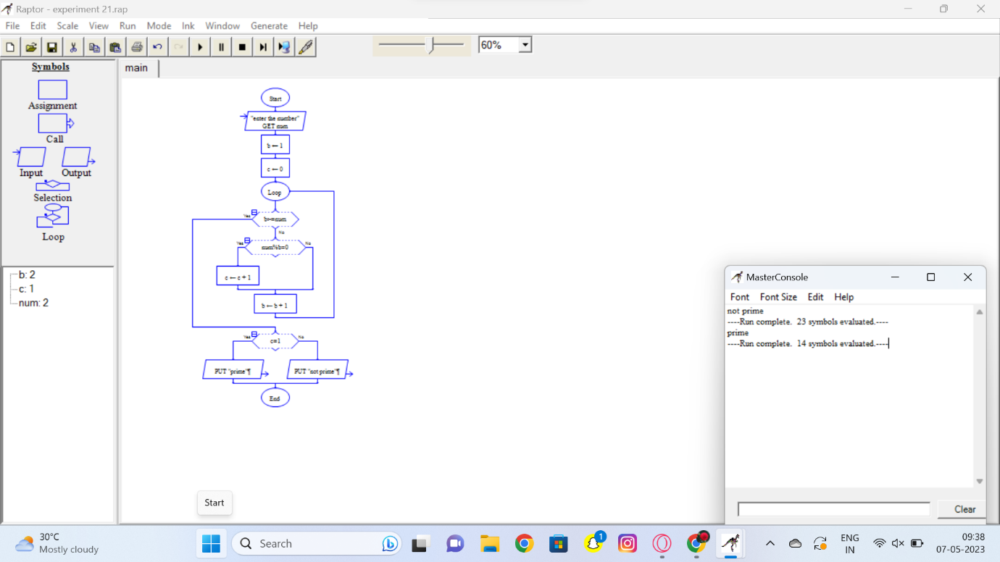 Raptor - experiment 21.rap
File Edit Scale View Run Mode Ink Window Generate Help
60%
Symbols
main
Assignment
Call
Input Output
Selection
Loop
b: 2
c: 1
num: 2
Start
"enter the number"
GET num
b ← 1
c ← 0
Loop
Yes
b>=num
No
Yes
num%b=0
No
c ← c + 1
b ← b + 1
Yes
c=1
No
PUT "prime"¶
PUT "not prime"¶
End
MasterConsole
Font Font Size Edit Help
not prime
----Run complete. 23 symbols evaluated.----
prime
----Run complete. 14 symbols evaluated.----
Clear
Start
30°C
Mostly cloudy
Search
1
ENG
IN
09:38
07-05-2023